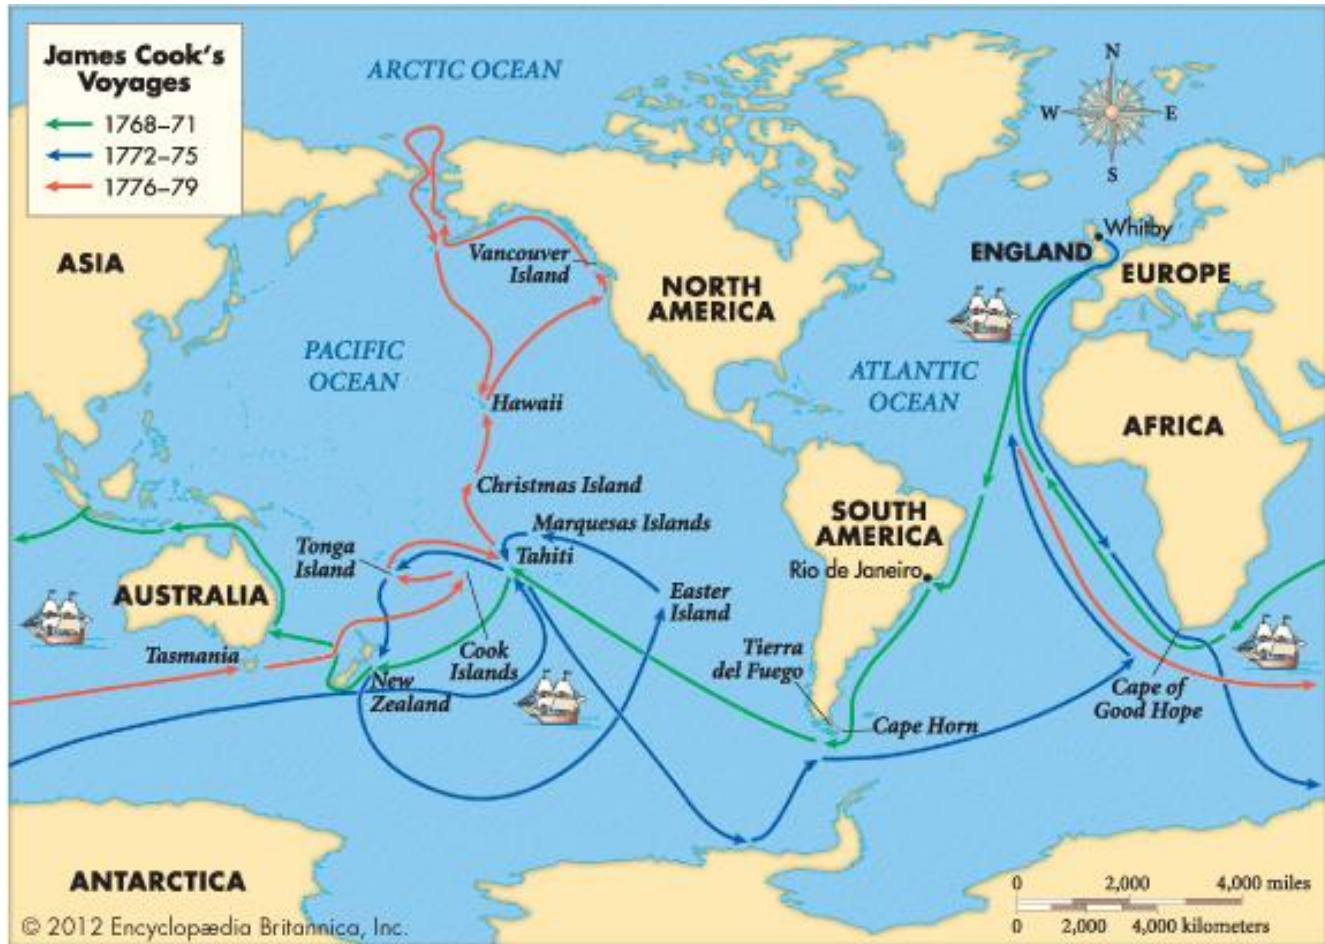 James Cook's
Voyages
1768–71
1772–75
1776–79
ARCTIC OCEAN
N
W
E
S
Whitby
ENGLAND
EUROPE
ASIA
Vancouver
Island
NORTH
AMERICA
PACIFIC
OCEAN
ATLANTIC
OCEAN
Hawaii
AFRICA
Christmas Island
Marquesas Islands
SOUTH
AMERICA
Tonga
Island
Tahiti
Rio de Janeiro
AUSTRALIA
Easter
Island
Tasmania
Cook
Islands
Tierra
del Fuego
New
Zealand
Cape of
Good Hope
Cape Horn
ANTARCTICA
0 2,000 4,000 miles
0 2,000 4,000 kilometers
© 2012 Encyclopædia Britannica, Inc.